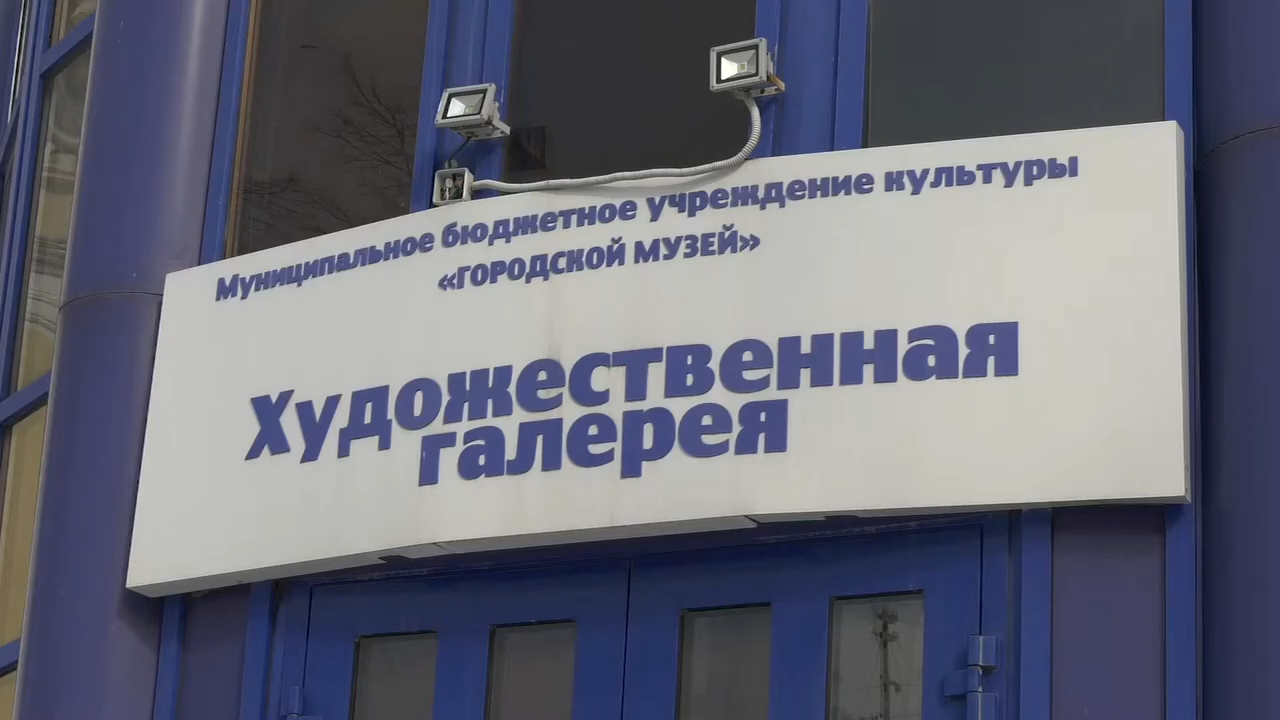 Муниципальное бюджетное учреждение культуры
«ГОРОДСКОЙ МУЗЕЙ»
Художественная
галерея